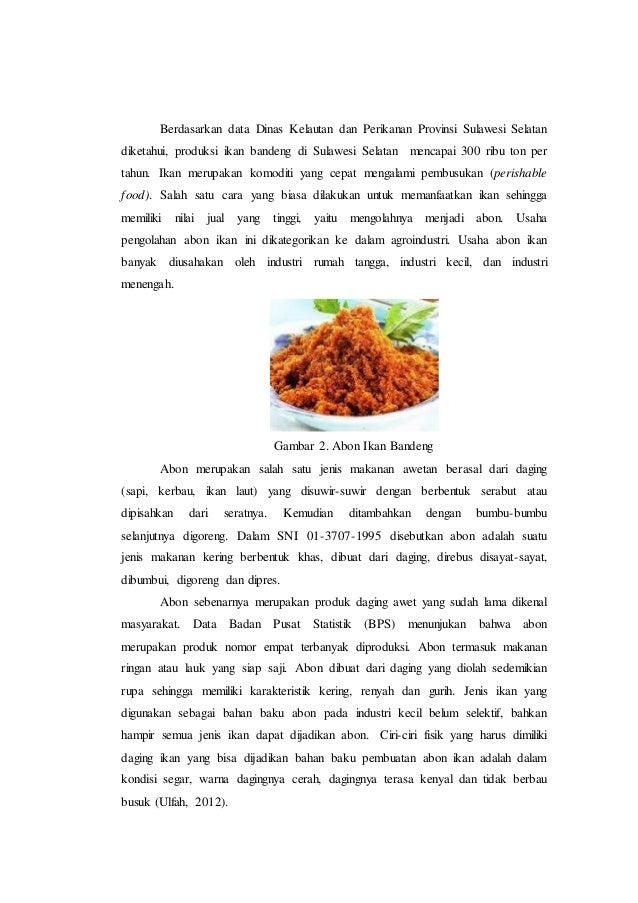 Berdasarkan data Dinas Kelautan dan Perikanan Provinsi Sulawesi Selatan
diketahui, produksi ikan bandeng di Sulawesi Selatan mencapai 300 ribu ton per
tahun. Ikan merupakan komoditi yang cepat mengalami pembusukan (perishable
food). Salah satu cara yang biasa dilakukan untuk memanfaatkan ikan sehingga
memiliki nilai jual yang tinggi, yaitu mengolahnya menjadi abon. Usaha
pengolahan abon ikan ini dikategorikan ke dalam agroindustri. Usaha abon ikan
banyak diusahakan oleh industri rumah tangga, industri kecil, dan industri
menengah.
Gambar 2. Abon Ikan Bandeng
Abon merupakan salah satu jenis makanan awetan berasal dari daging
(sapi, kerbau, ikan laut) yang disuwir-suwir dengan berbentuk serabut atau
dipisahkan dari seratnya. Kemudian ditambahkan dengan bumbu-bumbu
selanjutnya digoreng. Dalam SNI 01-3707-1995 disebutkan abon adalah suatu
jenis makanan kering berbentuk khas, dibuat dari daging, direbus disayat-sayat,
dibumbui, digoreng dan dipres.
Abon sebenarnya merupakan produk daging awet yang sudah lama dikenal
masyarakat. Data Badan Pusat Statistik (BPS) menunjukan bahwa abon
merupakan produk nomor empat terbanyak diproduksi. Abon termasuk makanan
ringan atau lauk yang siap saji. Abon dibuat dari daging yang diolah sedemikian
rupa sehingga memiliki karakteristik kering, renyah dan gurih. Jenis ikan yang
digunakan sebagai bahan baku abon pada industri kecil belum selektif, bahkan
hampir semua jenis ikan dapat dijadikan abon. Ciri-ciri fisik yang harus dimiliki
daging ikan yang bisa dijadikan bahan baku pembuatan abon ikan adalah dalam
kondisi segar, warna dagingnya cerah, dagingnya terasa kenyal dan tidak berbau
busuk (Ulfah, 2012).